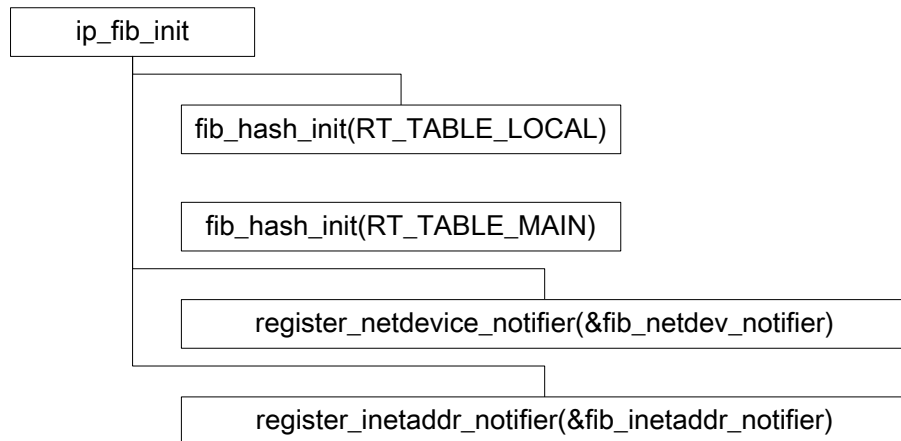 ip_fib_init
fib_hash_init(RT_TABLE_LOCAL)
fib_hash_init(RT_TABLE_MAIN)
register_netdevice_notifier(&fib_netdev_notifier)
register_inetaddr_notifier(&fib_inetaddr_notifier)